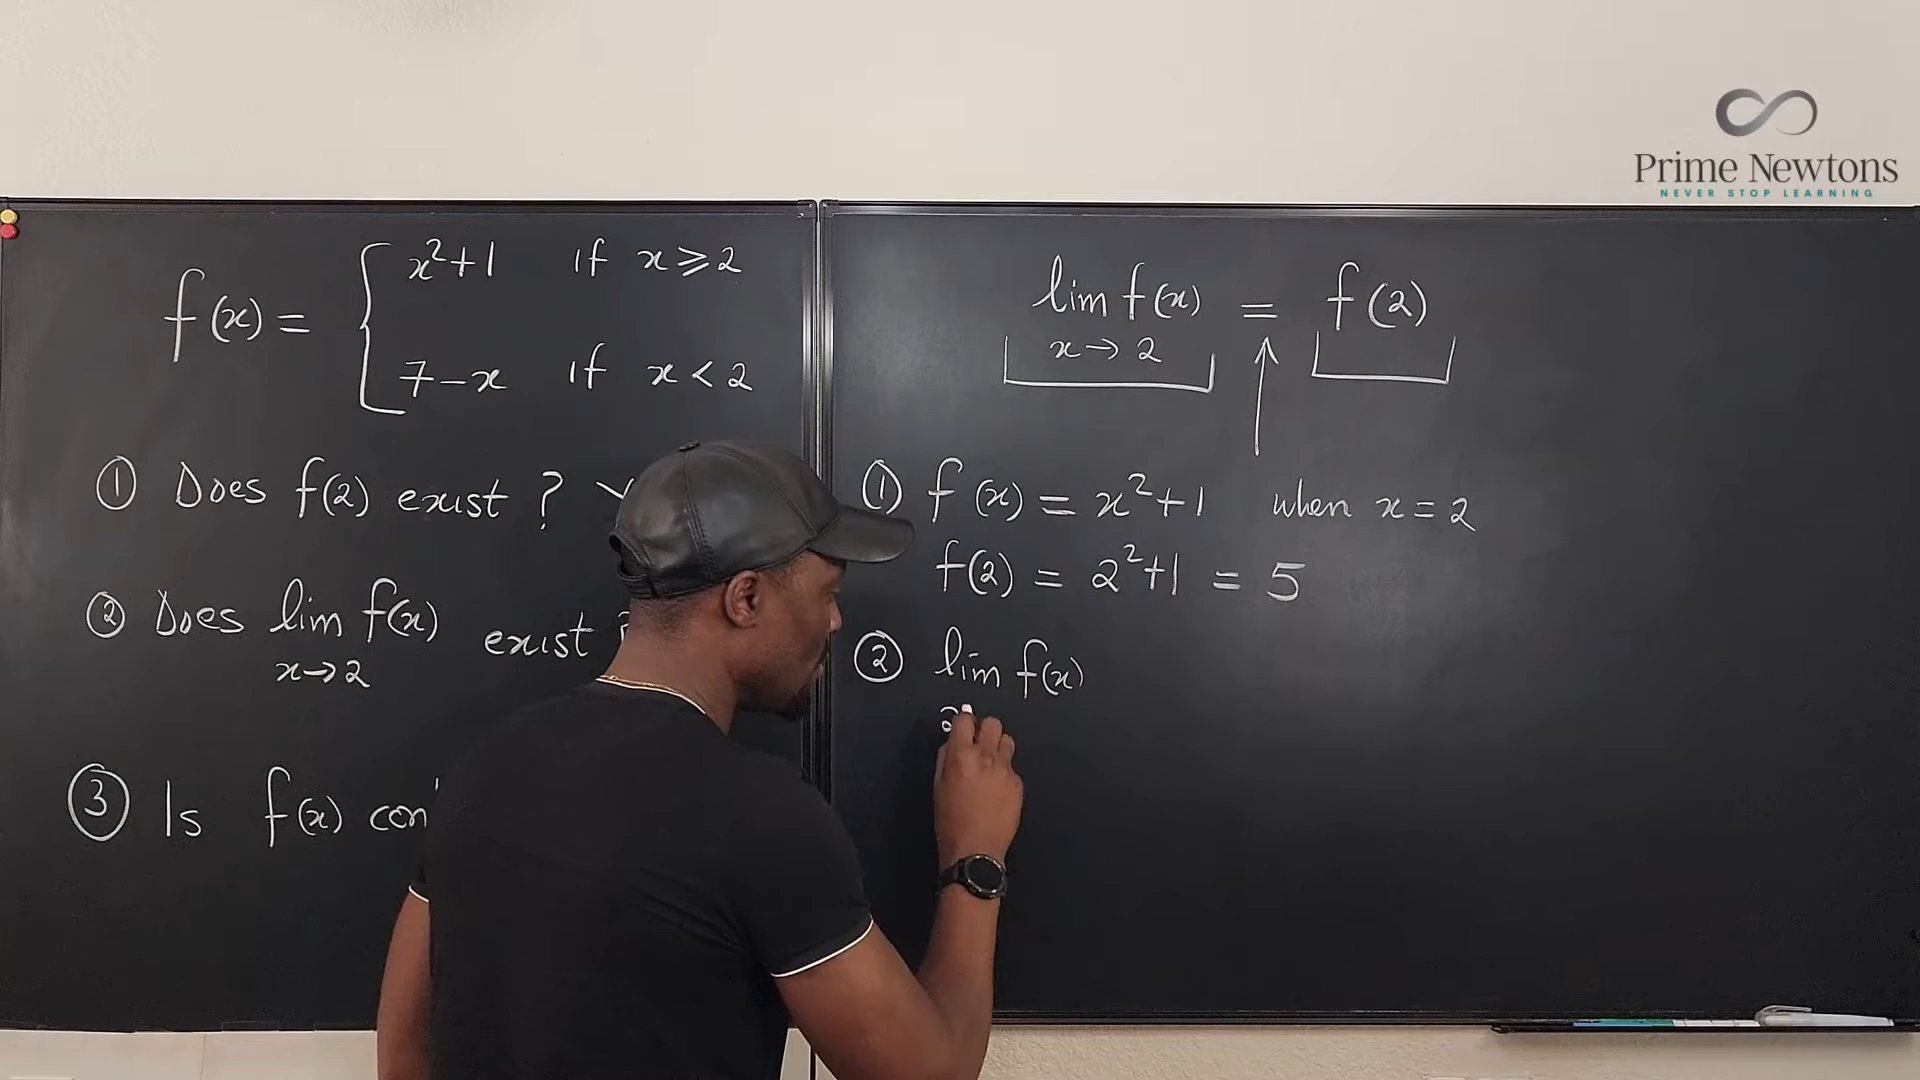 Prime Newtons
NEVER STOP LEARNING
f(x) = { x²+1 if x ⩾ 2
7-x if x < 2
① Does f(2) exist ?
② Does lim f(x) exist
x→2
③ Is f(x)
lim f(x) = f(2)
x→2
① f(x) = x²+1 when x = 2
f(2) = 2²+1 = 5
② lim f(x)